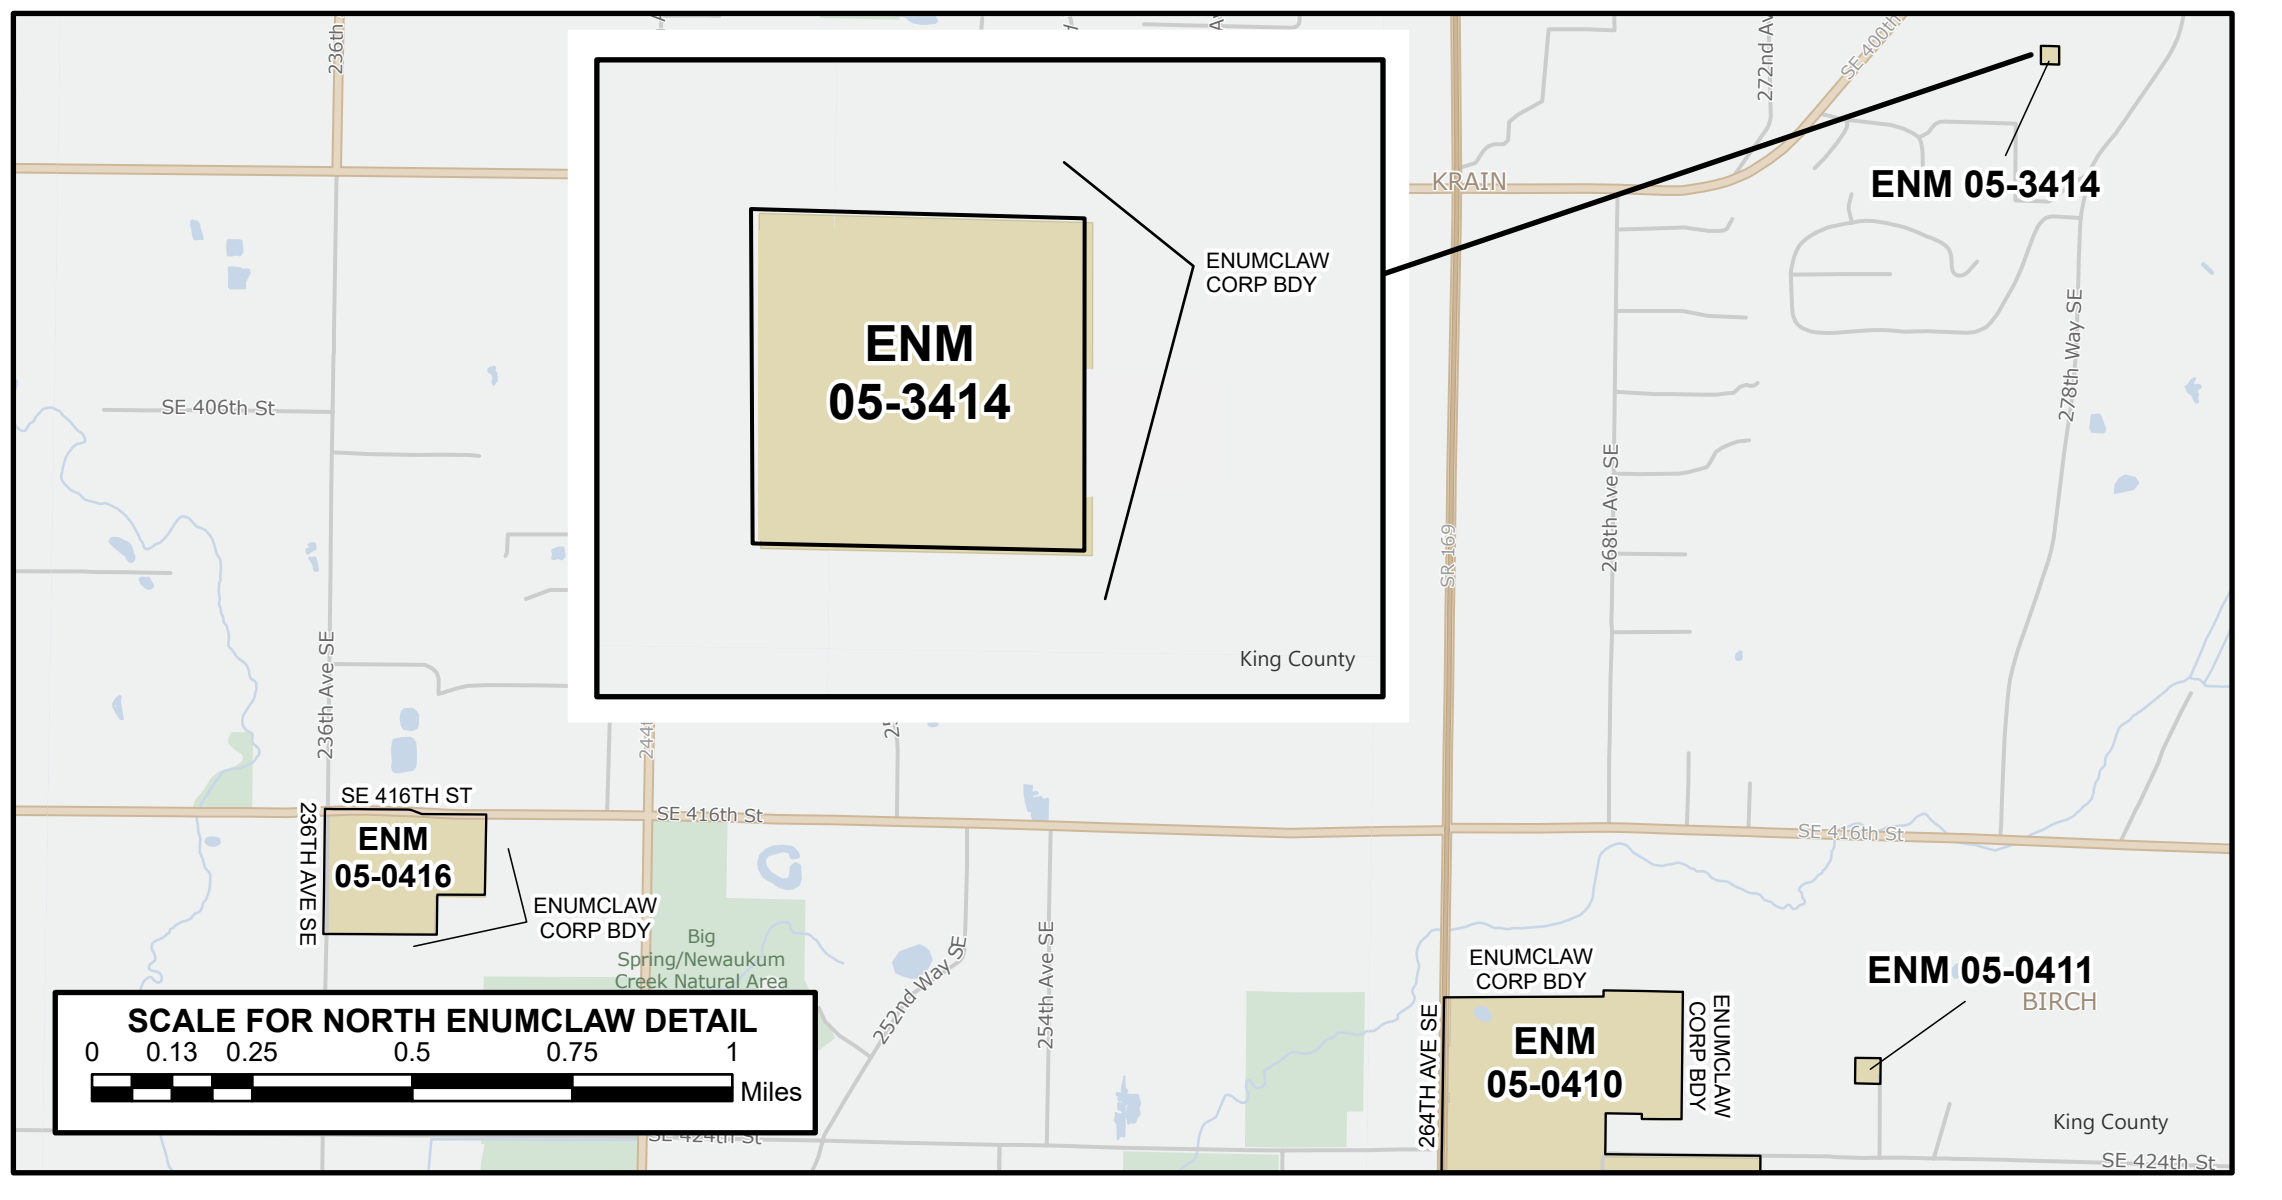 236th
272nd Av
SE 400th
KRAIN
ENM 05-3414
ENUMCLAW
CORP BDY
ENM
05-3414
King County
SE 406th St
278th Way SE
268th Ave SE
SR 169
236th Ave SE
SE 416TH ST
236TH AVE SE
ENM
05-0416
ENUMCLAW
CORP BDY
SE 416th St
SE 416th St
Big
Spring/Newaukum
Creek Natural Area
252nd Way SE
254th Ave SE
264TH AVE SE
ENUMCLAW
CORP BDY
ENUMCLAW
CORP BDY
ENM
05-0410
ENM 05-0411
BIRCH
King County
SE 424th St
SE 424th St
SCALE FOR NORTH ENUMCLAW DETAIL
0 0.13 0.25 0.5 0.75 1
Miles